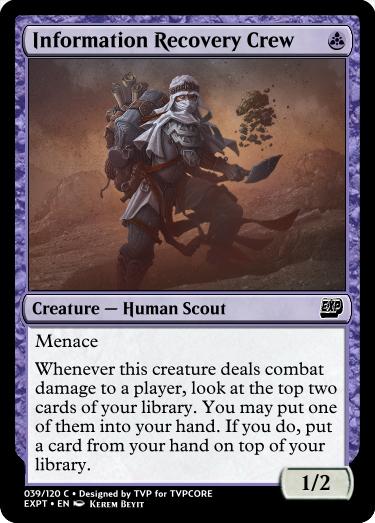 Information Recovery Crew
Creature — Human Scout
EXP
Menace
Whenever this creature deals combat
damage to a player, look at the top two
cards of your library. You may put one
of them into your hand. If you do, put
a card from your hand on top of your
library.
1/2
039/120 C • Designed by TVP for TVPCORE
EXPT • EN Kerem Beyit